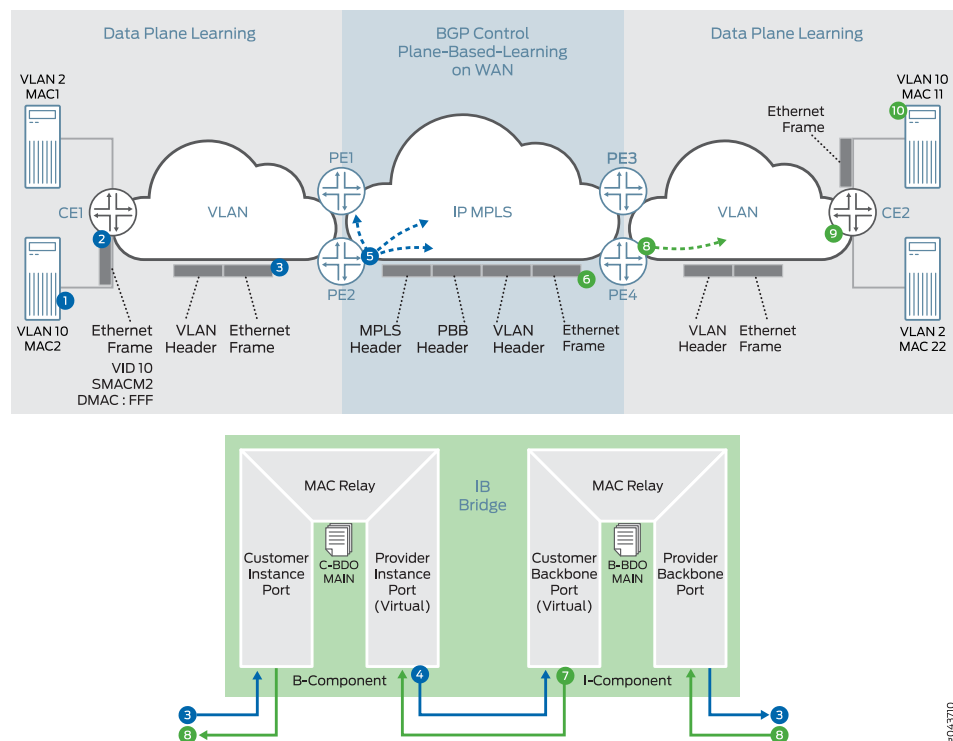 Data Plane Learning
BGP Control
Plane-Based-Learning
on WAN
Data Plane Learning
VLAN 2
MAC1
VLAN 10
MAC 11
10
Ethernet
Frame
PE1
PE3
CE1
VLAN
IP MPLS
VLAN
CE2
2
9
5
8
3
6
1
PE2
PE4
VLAN 10
MAC2
Ethernet
Frame
VID 10
SMACM2
DMAC : FFF
VLAN
Header
Ethernet
Frame
MPLS
Header
PBB
Header
VLAN
Header
Ethernet
Frame
VLAN
Header
Ethernet
Frame
VLAN 2
MAC 22
MAC Relay
IB
Bridge
MAC Relay
Customer
Instance
Port
C-BDO
MAIN
Provider
Instance
Port
(Virtual)
Customer
Backbone
Port
(Virtual)
B-BDO
MAIN
Provider
Backbone
Port
4
7
B-Component
I-Component
3
3
8
8
g043710